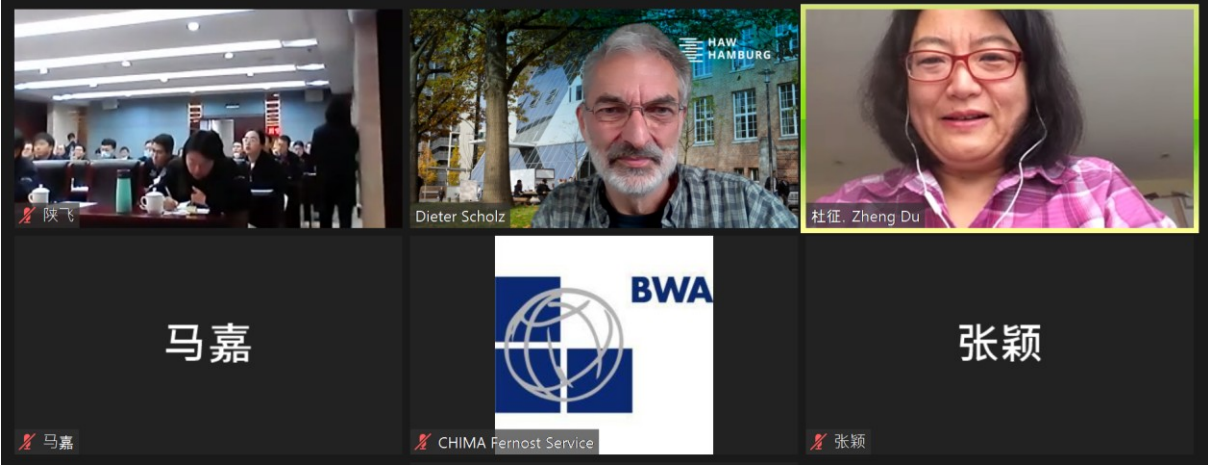 陕飞
HAW
HAMBURG
Dieter Scholz
杜征. Zheng Du
马嘉
马嘉
BWA
CHIMA Fernost Service
张颖
张颖